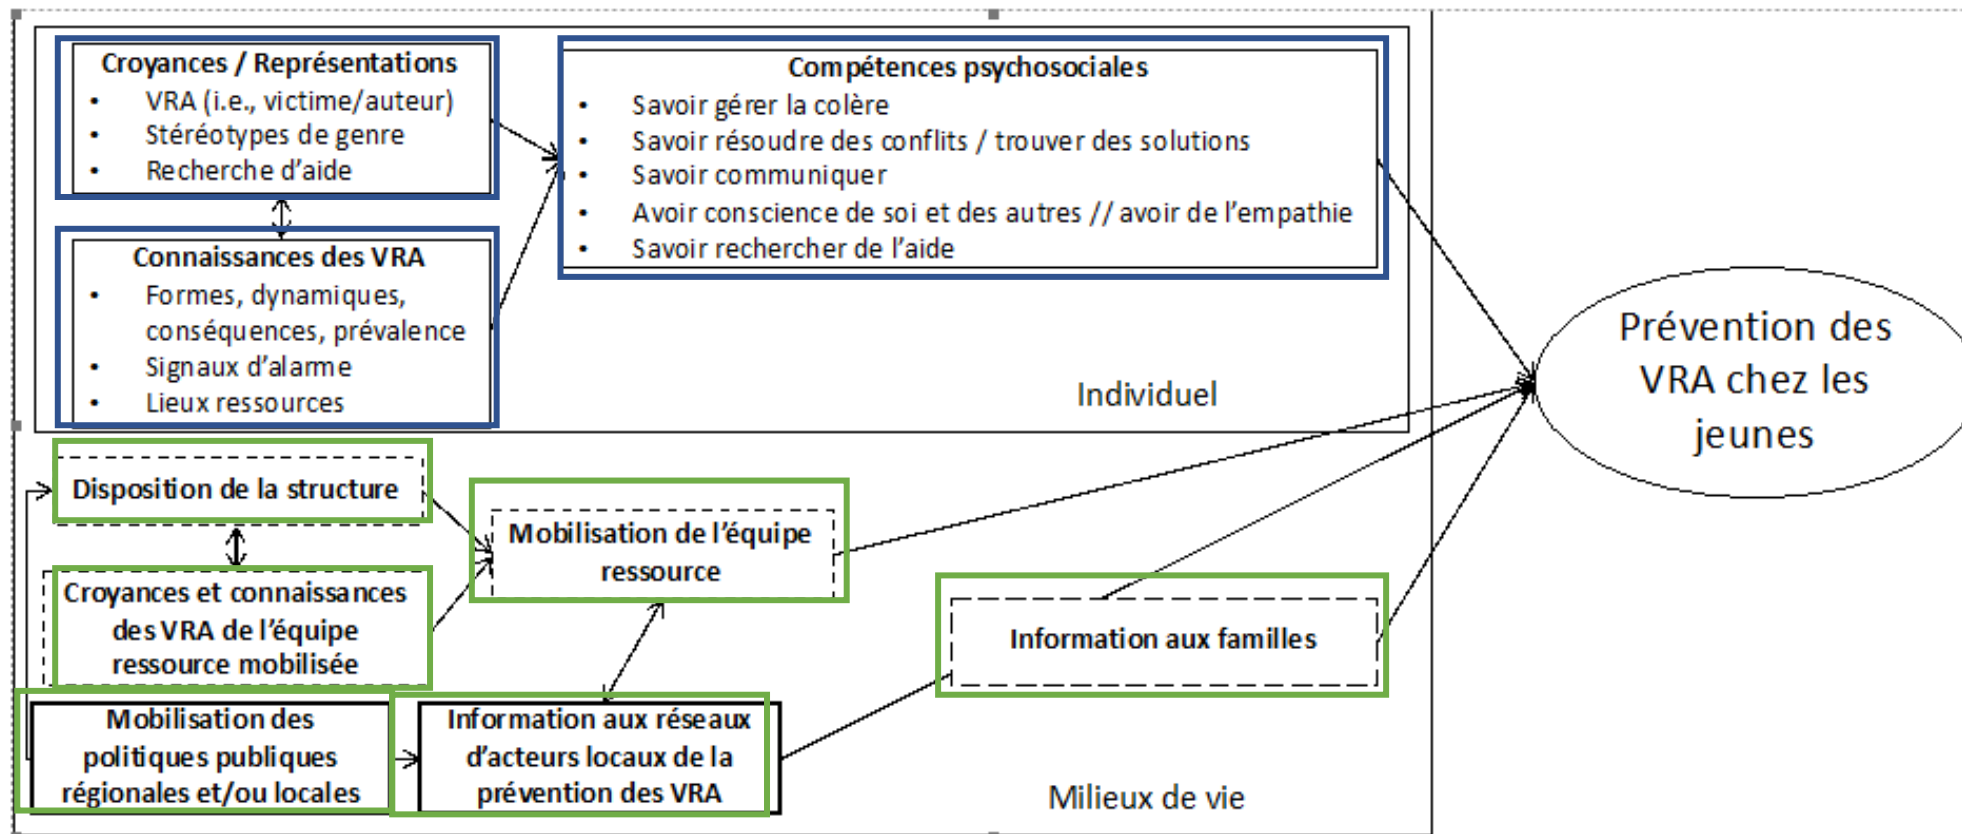 Croyances / Représentations
• VRA (i.e., victime/auteur)
• Stéréotypes de genre
• Recherche d'aide
Connaissances des VRA
• Formes, dynamiques,
conséquences, prévalence
• Signaux d'alarme
• Lieux ressources
Compétences psychosociales
• Savoir gérer la colère
• Savoir résoudre des conflits / trouver des solutions
• Savoir communiquer
• Avoir conscience de soi et des autres // avoir de l'empathie
• Savoir rechercher de l'aide
Individuel
Prévention des
VRA chez les
jeunes
Disposition de la structure
Croyances et connaissances
des VRA de l'équipe
ressource mobilisée
Mobilisation de l'équipe
ressource
Information aux familles
Mobilisation des
politiques publiques
régionales et/ou locales
Information aux réseaux
d'acteurs locaux de la
prévention des VRA
Milieux de vie